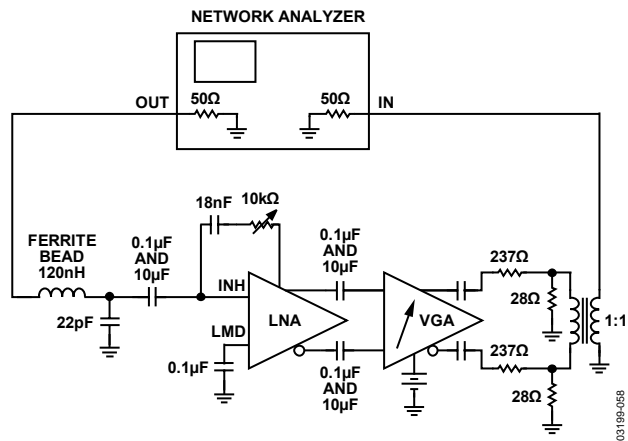 NETWORK ANALYZER
OUT
50Ω
50Ω
IN
18nF
10kΩ
FERRITE
BEAD
120nH
0.1µF
AND
10µF
0.1µF
AND
10µF
237Ω
28Ω
1:1
INH
LNA
VGA
22pF
LMD
0.1µF
237Ω
0.1µF
AND
10µF
28Ω
03199-058